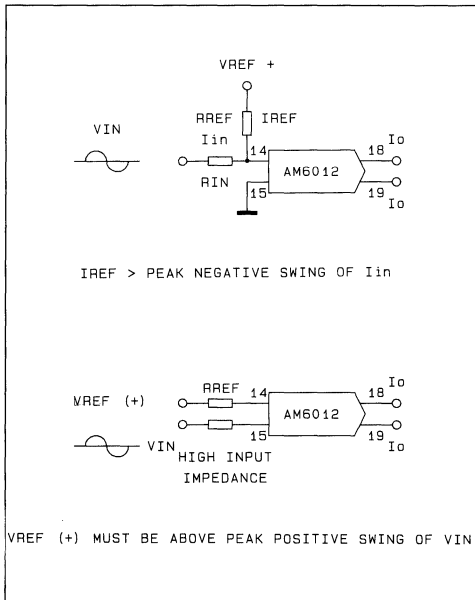 VREF +
RREF IREF
VIN
Iin
14
18 Io
AM6012
RIN
15
19
Io
IREF > PEAK NEGATIVE SWING OF Iin
RREF
14
18 Io
VREF (+)
AM6012
VIN
15
19
Io
HIGH INPUT
IMPEDANCE
VREF (+) MUST BE ABOVE PEAK POSITIVE SWING OF VIN